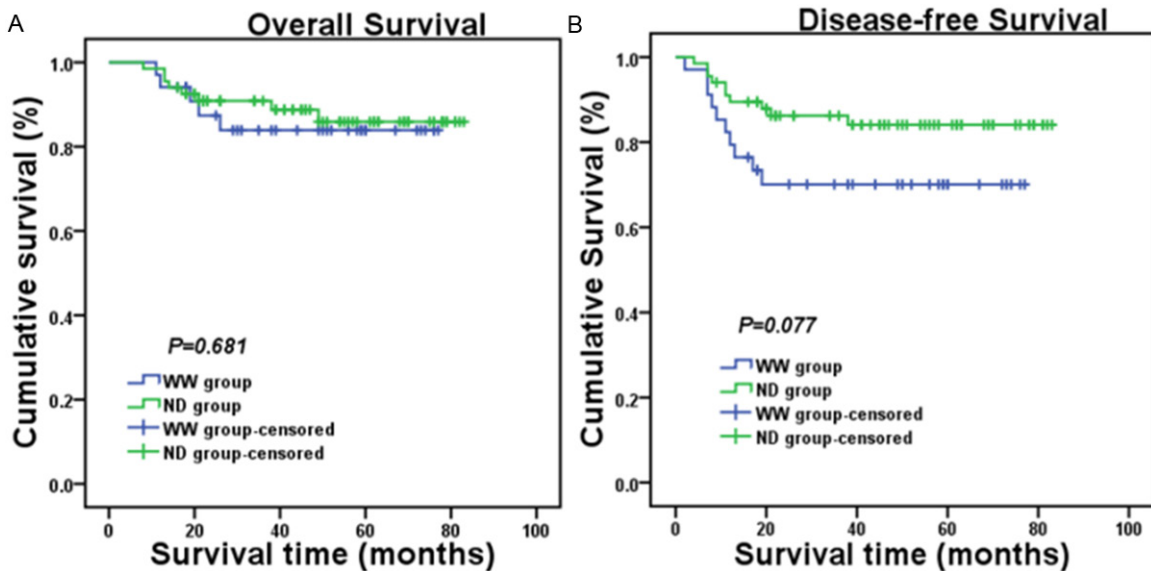 A
Overall Survival
Cumulative survival (%)
1.0
0.8
0.6
0.4
0.2
0.0
P=0.681
WW group
ND group
WW group-censored
ND group-censored
0 20 40 60 80 100
Survival time (months)
B
Disease-free Survival
Cumulative Survival (%)
1.0
0.8
0.6
0.4
0.2
0.0
P=0.077
WW group
ND group
WW group-censored
ND group-censored
0 20 40 60 80 100
Survival time (months)